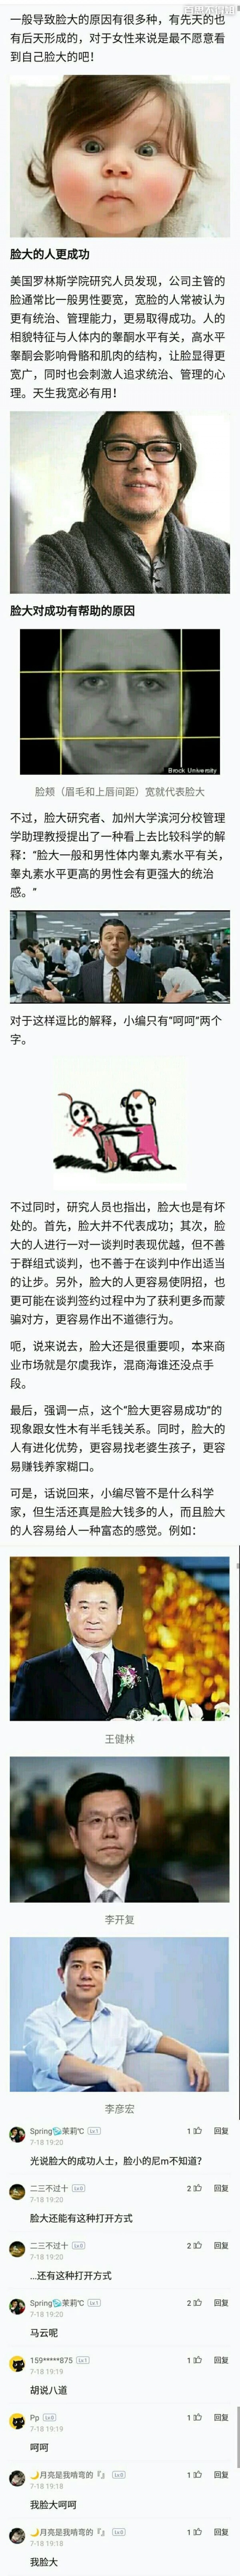 一般导致脸大的原因有很多种，有先天的也
有后天形成的，对于女性来说是最不愿意看
到自己脸大的吧！
脸大的人更成功
美国罗林斯学院研究人员发现，公司主管的
脸通常比一般男性要宽，宽脸的人常被认为
更有统治、管理能力，更易取得成功。人的
相貌特征与人体内的睾酮水平有关，高水平
睾酮会影响骨骼和肌肉的结构，让脸显得更
宽广，同时也会刺激人追求统治、管理的心
理。天生我宽必有用！
脸大对成功有帮助的原因
Brock University
脸颊（眉毛和上唇间距）宽就代表脸大
不过，脸大研究者、加州大学滨河分校管理
学助理教授提出了一种看上去比较科学的解
释：“脸大一般和男性体内睾丸素水平有关，
睾丸素水平更高的男性会有更强大的统治
感。”
对于这样逗比的解释，小编只有“呵呵”两个
字。
不过同时，研究人员也指出，脸大也是有坏
处的。首先，脸大并不代表成功；其次，脸
大的人进行一对一谈判时表现优越，但不善
于群组式谈判，也不善于在谈判中作出适当
的让步。另外，脸大的人更容易使阴招，也
更可能在谈判签约过程中为了获利更多而蒙
骗对方，更容易作出不道德行为。
呃，说来说去，脸大还是很重要呗，本来商
业市场就是尔虞我诈，混商海谁还没点手
段。
最后，强调一点，这个“脸大更容易成功”的
现象跟女性木有半毛钱关系。同时，脸大的
人有进化优势，更容易找老婆生孩子，更容
易赚钱养家糊口。
可是，话说回来，小编尽管不是什么科学
家，但生活还真是脸大钱多的人，而且脸大
的人容易给人一种富态的感觉。例如：
王健林
李开复
李彦宏
Spring🐬茉莉℃ Lv.1 1 回复
7-18 19:20
光说脸大的成功人士，脸小的尼m不知道？
二三不过十 Lv.0 2 回复
7-18 19:20
脸大还能有这种打开方式
二三不过十 Lv.0 2 回复
7-18 19:20
...还有这种打开方式
Spring🐬茉莉℃ Lv.1 2 回复
7-18 19:20
马云呢
159*****875 Lv.1 1 回复
7-18 19:19
胡说八道
Pp Lv.0 1 回复
7-18 19:19
呵呵
🌙月亮是我啃弯的『』 Lv.0 1 回复
7-18 19:18
我脸大呵呵
🌙月亮是我啃弯的『』 Lv.0 1 回复
7-18 19:18
我脸大